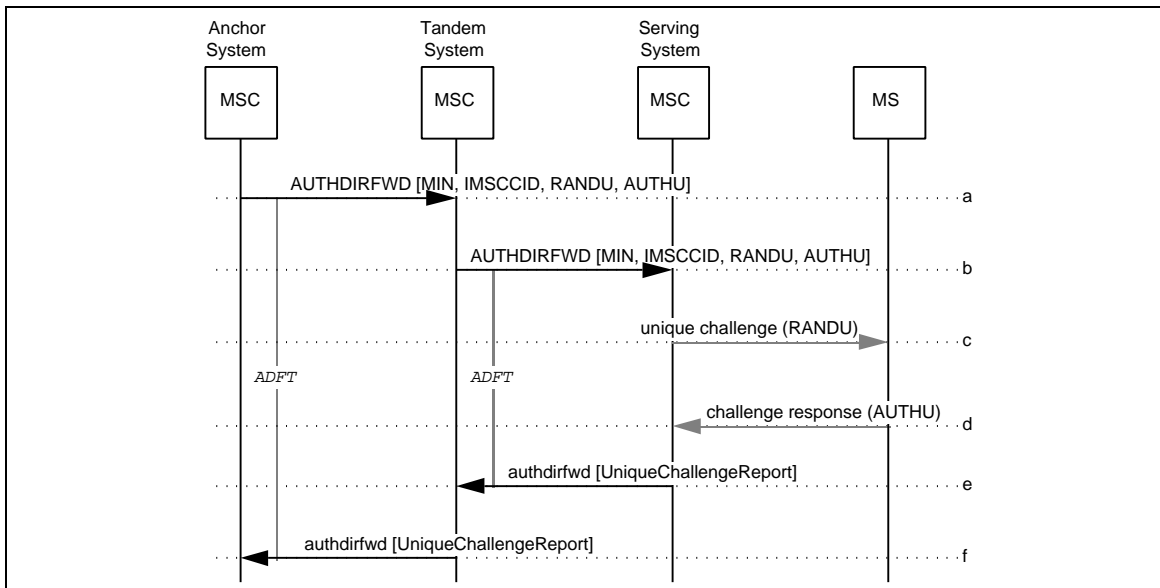 Anchor System
Tandem System
Serving System
MSC
MSC
MSC
MS
AUTHDIRFWD [MIN, IMSCCID, RANDU, AUTHU]
a
AUTHDIRFWD [MIN, IMSCCID, RANDU, AUTHU]
b
unique challenge (RANDU)
c
ADFT
ADFT
challenge response (AUTHU)
d
authdirfwd [UniqueChallengeReport]
e
authdirfwd [UniqueChallengeReport]
f